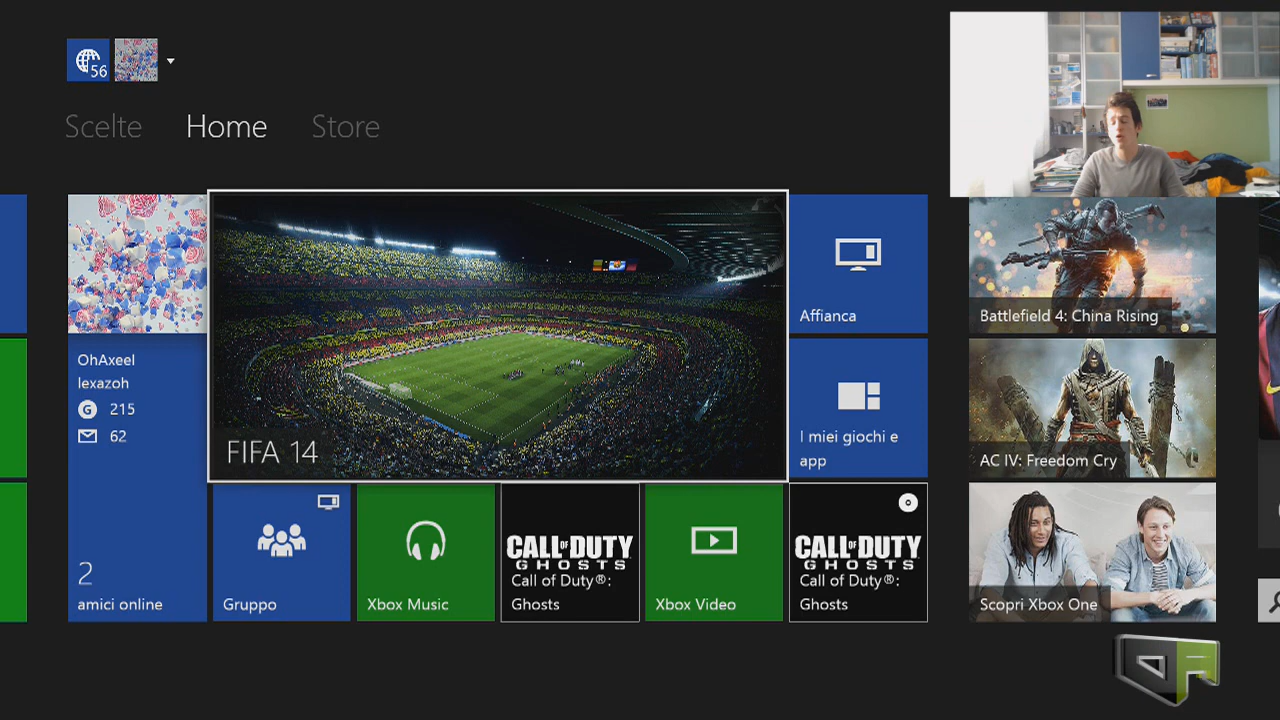 56
Scelte
Home
Store
OhAxeel
lexazoh
G 215
62
2
amici online
FIFA 14
Affianca
I miei giochi e
app
Gruppo
Xbox Music
CALL OF DUTY
GHOSTS
Call of Duty®:
Ghosts
Xbox Video
CALL OF DUTY
GHOSTS
Call of Duty®:
Ghosts
Battlefield 4: China Rising
AC IV: Freedom Cry
Scopri Xbox One